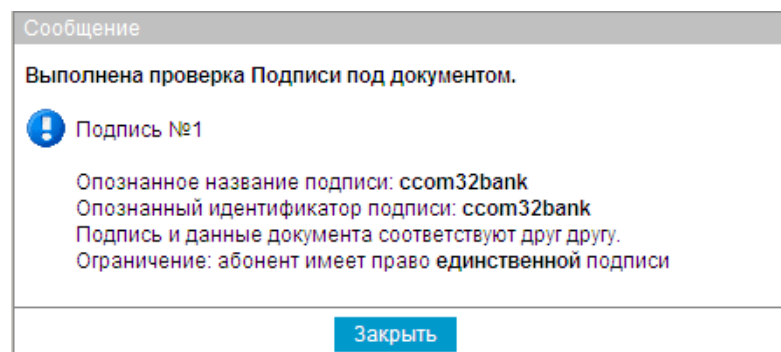 Сообщение
Выполнена проверка Подписи под документом.
Подпись №1
Опознанное название подписи: ccom32bank
Опознанный идентификатор подписи: ccom32bank
Подпись и данные документа соответствуют друг другу.
Ограничение: абонент имеет право единственной подписи
Закрыть